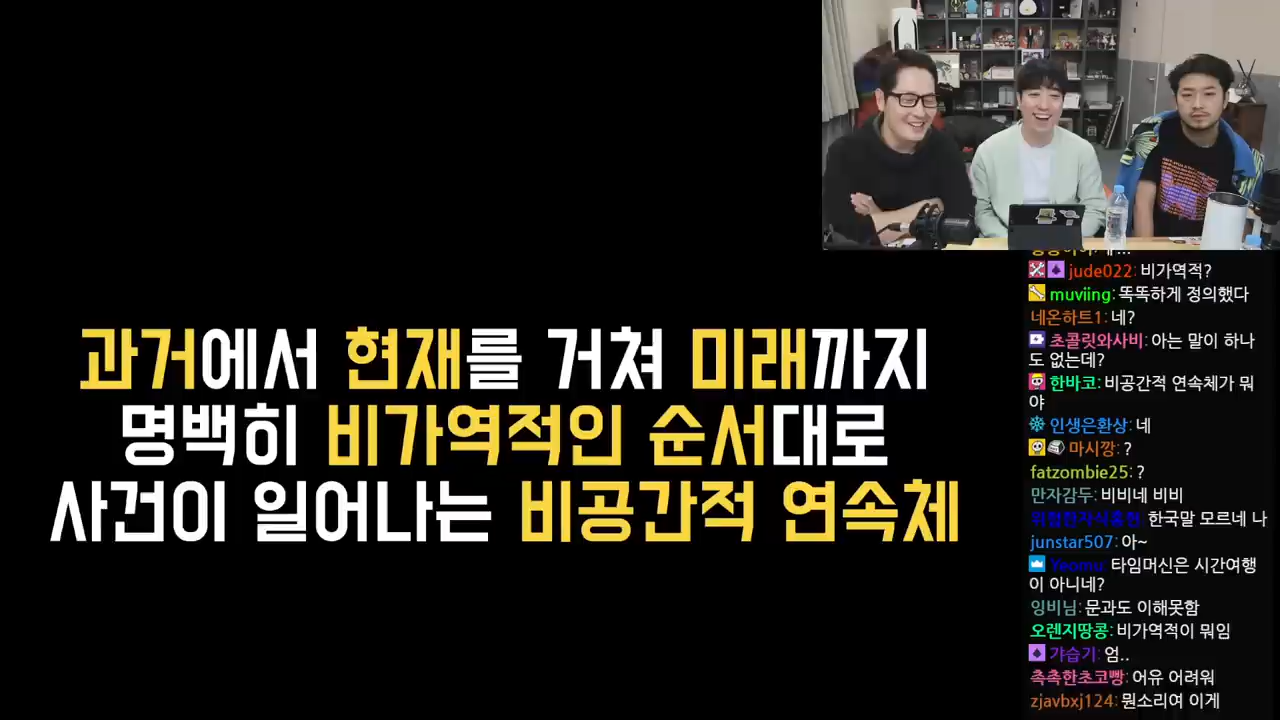 과거에서 현재를 거쳐 미래까지
명백히 비가역적인 순서대로
사건이 일어나는 비공간적 연속체
jude022: 비가역적?
muviing: 똑똑하게 정의했다
네온하트1: 네?
초콜릿와사비: 아는 말이 하나
도 없는데?
한바코: 비공간적 연속체가 뭐
야
인생은환상: 네
마시깡: ?
fatzombie25: ?
만자감두: 비비네 비비
한국말 모르네 나
junstar507: 아~
Yeomu: 타임머신은 시간여행
이 아니네?
잉비님: 문과도 이해못함
오렌지땅콩: 비가역적이 뭐임
갸습기: 엄..
촉촉한초코빵: 어유 어려워
zjavbxj124: 뭔소리여 이게